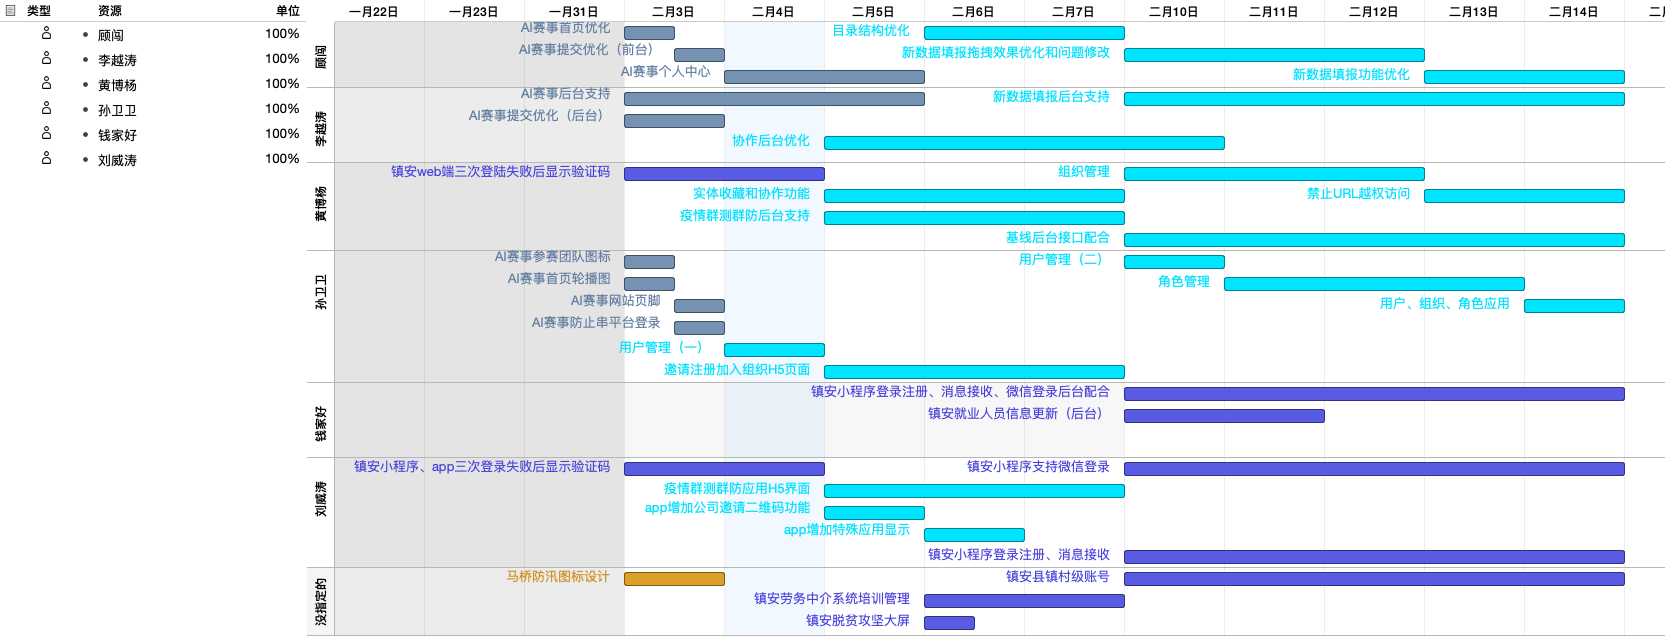 类型 资源 单位 一月22日 一月23日 一月31日 二月3日 二月4日 二月5日 二月6日 二月7日 二月10日 二月11日 二月12日 二月13日 二月14日 二月
• 顾闯 100%
• 李越涛 100%
• 黄博杨 100%
• 孙卫卫 100%
• 钱家好 100%
• 刘威涛 100%
顾闯
AI赛事首页优化 目录结构优化
AI赛事提交优化（前台） 新数据填报拖拽效果优化和问题修改
AI赛事个人中心 新数据填报功能优化
李越涛
AI赛事后台支持 新数据填报后台支持
AI赛事提交优化（后台）
协作后台优化
黄博杨
镇安web端三次登陆失败后显示验证码 组织管理
实体收藏和协作功能 禁止URL越权访问
疫情群测群防后台支持
基线后台接口配合
孙卫卫
AI赛事参赛团队图标 用户管理（二）
AI赛事首页轮播图 角色管理
AI赛事网站页脚 用户、组织、角色应用
AI赛事防止串平台登录
用户管理（一）
邀请注册加入组织H5页面
钱家好
镇安小程序登录注册、消息接收、微信登录后台配合
镇安就业人员信息更新（后台）
刘威涛
镇安小程序、app三次登录失败后显示验证码 镇安小程序支持微信登录
疫情群测群防应用H5界面
app增加公司邀请二维码功能
app增加特殊应用显示
镇安小程序登录注册、消息接收
没指定的
马桥防汛图标设计 镇安县镇村级账号
镇安劳务中介系统培训管理
镇安脱贫攻坚大屏